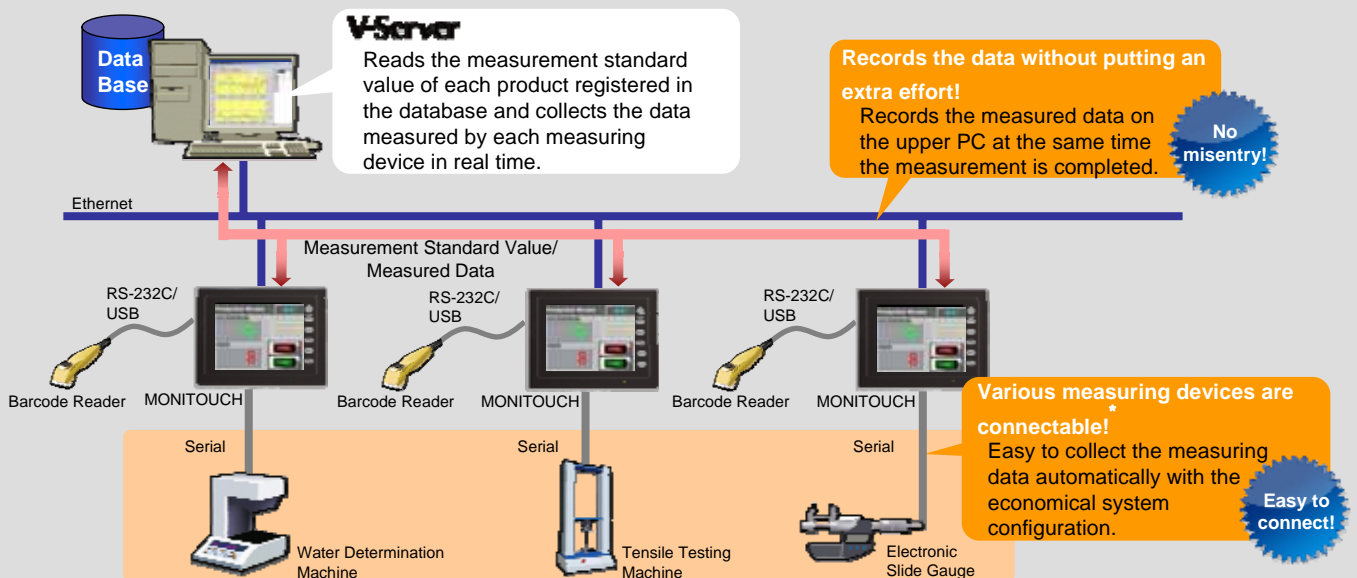 Data
Base
V-Server
Reads the measurement standard
value of each product registered in
the database and collects the data
measured by each measuring
device in real time.
Records the data without putting an
extra effort!
Records the measured data on
the upper PC at the same time
the measurement is completed.
No
misentry!
Ethernet
Measurement Standard Value/
Measured Data
RS-232C/
USB
RS-232C/
USB
RS-232C/
USB
Barcode Reader
MONITOUCH
Barcode Reader
MONITOUCH
Barcode Reader
MONITOUCH
Various measuring devices are
connectable!*
Easy to collect the measuring
data automatically with the
economical system
configuration.
Easy to
connect!
Serial
Serial
Serial
Water Determination
Machine
Tensile Testing
Machine
Electronic
Slide Gauge